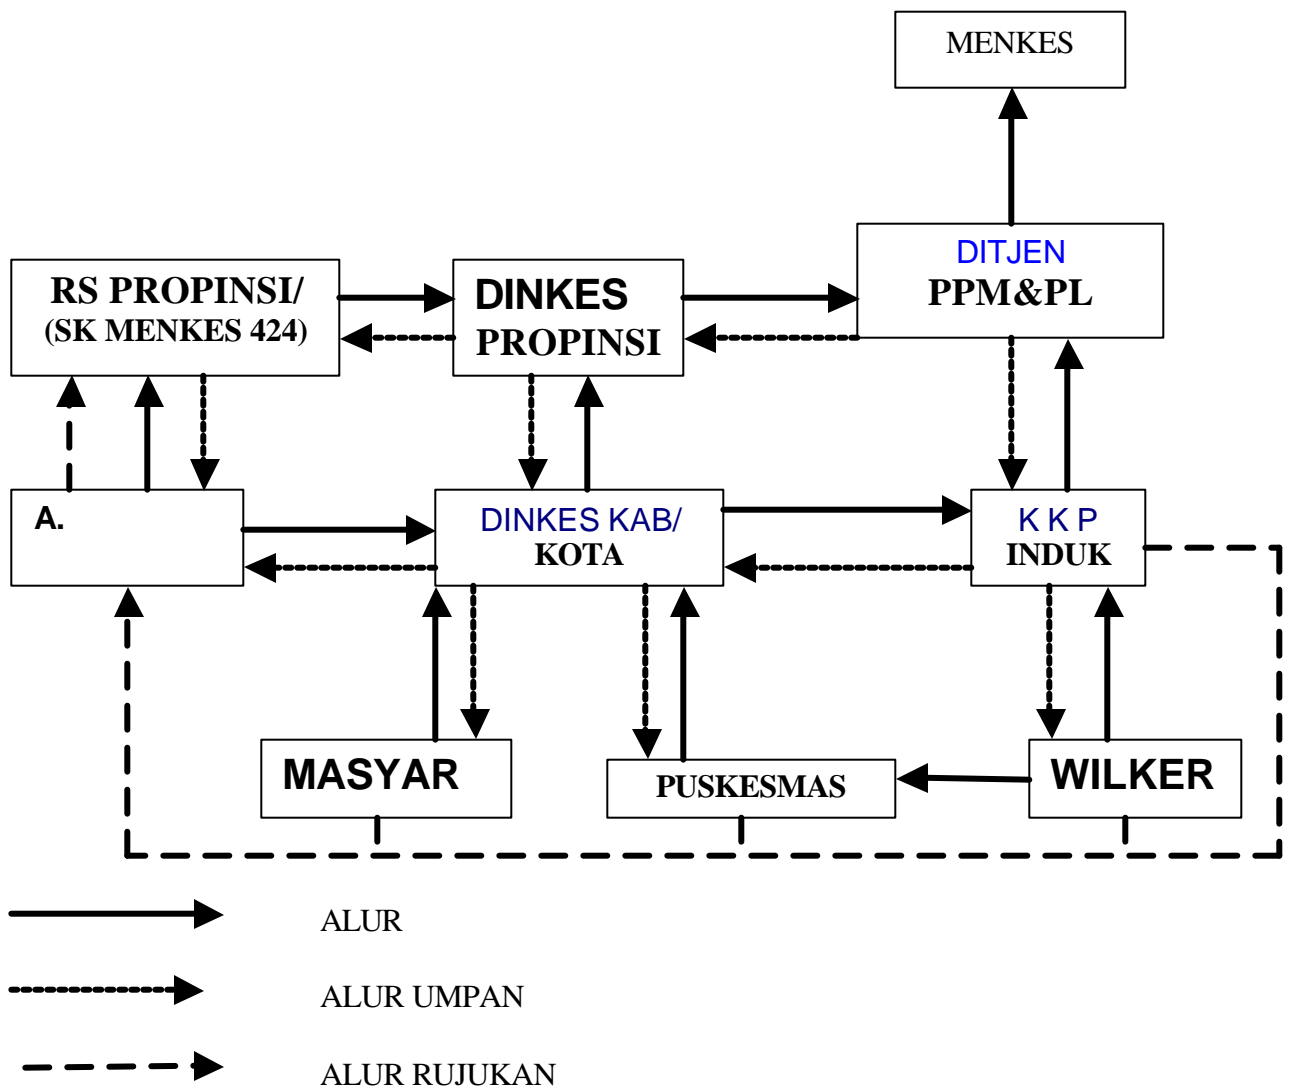 MENKES
DITJEN
PPM&PL
RS PROPINSI/
(SK MENKES 424)
DINKES
PROPINSI
A.
DINKES KAB/
KOTA
K K P
INDUK
MASYAR
PUSKESMAS
WILKER
ALUR
ALUR UMPAN
ALUR RUJUKAN